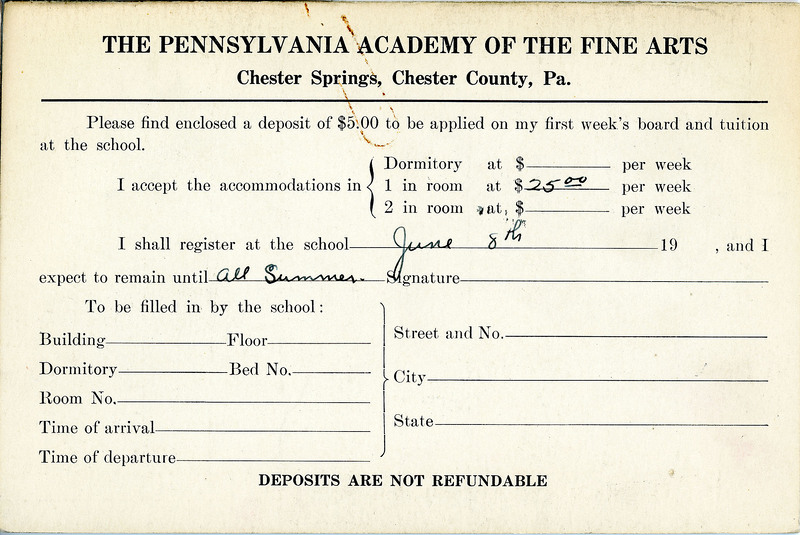 THE PENNSYLVANIA ACADEMY OF THE FINE ARTS
Chester Springs, Chester County, Pa.
Please find enclosed a deposit of $5.00 to be applied on my first week's board and tuition
at the school.
I accept the accommodations in
Dormitory at $ per week
1 in room at $25.00 per week
2 in room at $ per week
I shall register at the school June 8th 19 , and I
expect to remain until All Summer. Signature
To be filled in by the school:
Building Floor
Dormitory Bed No.
Room No.
Time of arrival
Time of departure
Street and No.
City
State
DEPOSITS ARE NOT REFUNDABLE